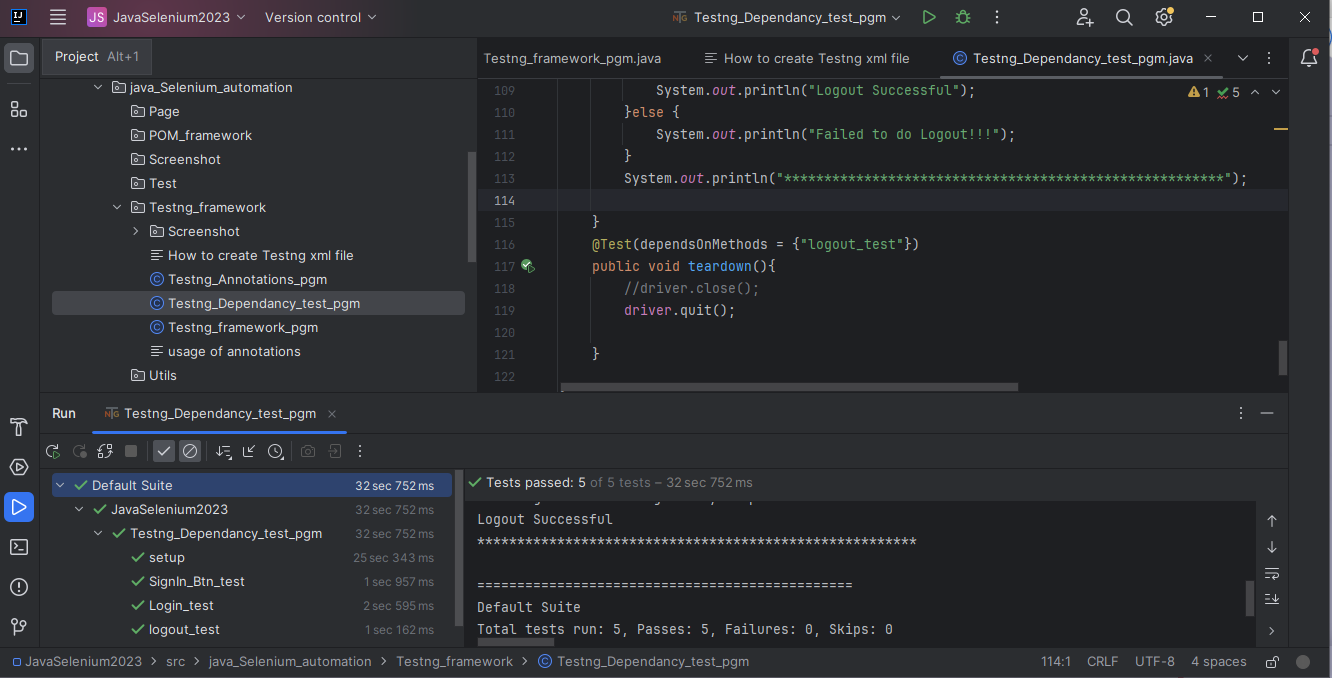 JS JavaSelenium2023 Version control Testng_Dependancy_test_pgm
Project Alt+1
Testng_framework_pgm.java How to create Testng xml file Testng_Dependancy_test_pgm.java
java_Selenium_automation
Page
POM_framework
Screenshot
Test
Testng_framework
Screenshot
How to create Testng xml file
Testng_Annotations_pgm
Testng_Dependancy_test_pgm
Testng_framework_pgm
usage of annotations
Utils
109 System.out.println("Logout Successful");
1 5
110 }else {
111 System.out.println("Failed to do Logout!!!");
112 }
113 System.out.println("*******************************************************");
114
115 }
116 @Test(dependsOnMethods = {"logout_test"})
117 public void teardown(){
118 //driver.close();
119 driver.quit();
120
121 }
122
Run Testng_Dependancy_test_pgm
Default Suite 32 sec 752 ms
JavaSelenium2023 32 sec 752 ms
Testng_Dependancy_test_pgm 32 sec 752 ms
setup 25 sec 343 ms
SignIn_Btn_test 1 sec 957 ms
Login_test 2 sec 595 ms
logout_test 1 sec 162 ms
Tests passed: 5 of 5 tests – 32 sec 752 ms
Logout Successful
*******************************************************
===============================================
Default Suite
Total tests run: 5, Passes: 5, Failures: 0, Skips: 0
JavaSelenium2023 > src > java_Selenium_automation > Testng_framework > Testng_Dependancy_test_pgm 114:1 CRLF UTF-8 4 spaces